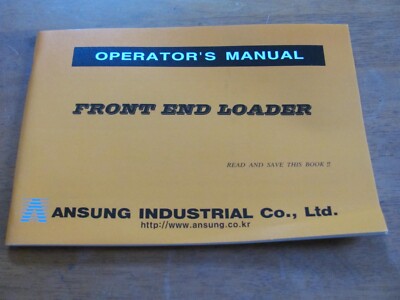 OPERATOR'S MANUAL
FRONT END LOADER
READ AND SAVE THIS BOOK !!
ANSUNG INDUSTRIAL Co., Ltd.
http://www.ansung.co.kr